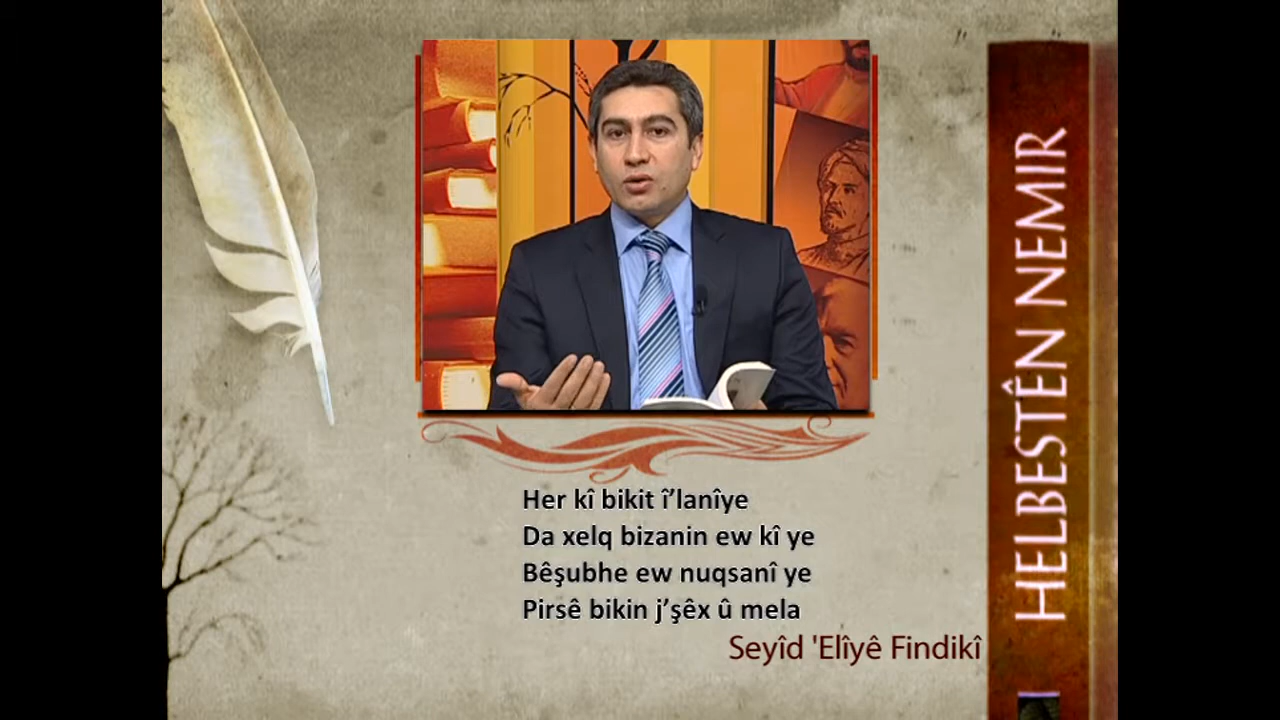 Her kî bikit î’lanîye
Da xelq bizanin ew kî ye
Bêşubhe ew nuqsanî ye
Pirsê bikin j’şêx û mela
Seyîd 'Elîyê Findikî
HELBESTÊN NEMIR